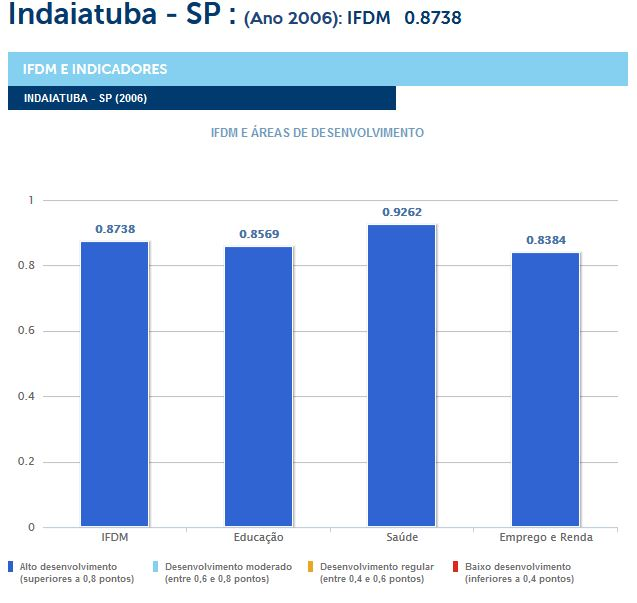 Indaiatuba - SP : (Ano 2006): IFDM 0.8738
IFDM E INDICADORES
INDAIATUBA - SP (2006)
IFDM E ÁREAS DE DESENVOLVIMENTO
1
0.8
0.6
0.4
0.2
0
0.8738
0.8569
0.9262
0.8384
IFDM
Educação
Saúde
Emprego e Renda
Alto desenvolvimento
(superiores a 0,8 pontos)
Desenvolvimento moderado
(entre 0,6 e 0,8 pontos)
Desenvolvimento regular
(entre 0,4 e 0,6 pontos)
Baixo desenvolvimento
(inferiores a 0,4 pontos)